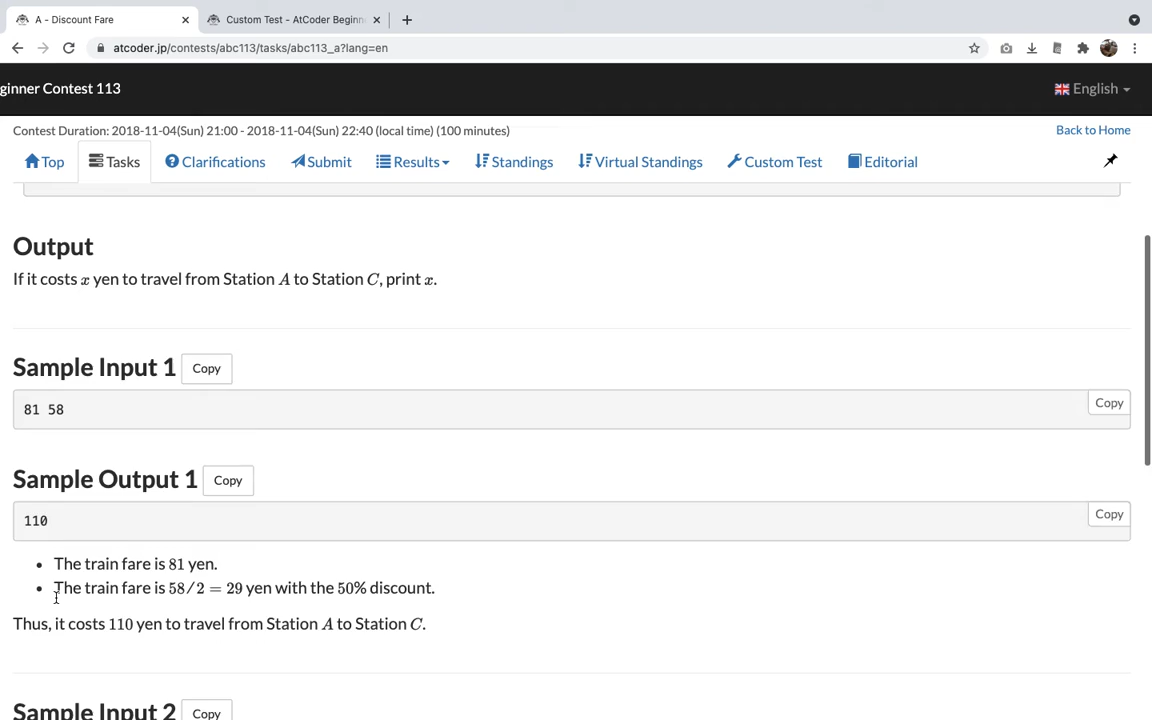 A - Discount Fare
Custom Test - AtCoder Beginn
atcoder.jp/contests/abc113/tasks/abc113_a?lang=en
ginner Contest 113
English
Contest Duration: 2018-11-04(Sun) 21:00 - 2018-11-04(Sun) 22:40 (local time) (100 minutes)
Back to Home
Top Tasks Clarifications Submit Results Standings Virtual Standings Custom Test Editorial
Output
If it costs x yen to travel from Station A to Station C, print x.
Sample Input 1 Copy
Copy
81 58
Sample Output 1 Copy
Copy
110
• The train fare is 81 yen.
• The train fare is 58/2 = 29 yen with the 50% discount.
Thus, it costs 110 yen to travel from Station A to Station C.
Sample Input 2 Copy